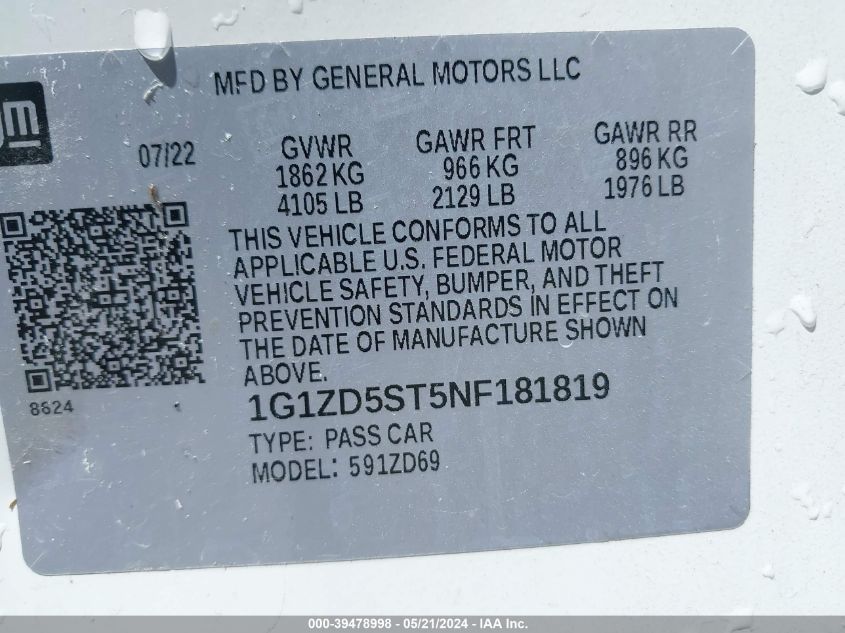 MFD BY GENERAL MOTORS LLC
07/22
GVWR
1862 KG
4105 LB
GAWR FRT
966 KG
2129 LB
GAWR RR
896 KG
1976 LB
THIS VEHICLE CONFORMS TO ALL
APPLICABLE U.S. FEDERAL MOTOR
VEHICLE SAFETY, BUMPER, AND THEFT
PREVENTION STANDARDS IN EFFECT ON
THE DATE OF MANUFACTURE SHOWN
ABOVE.
8624
1G1ZD5ST5NF181819
TYPE: PASS CAR
MODEL: 591ZD69
000-39478998 - 05/21/2024 - IAA Inc.